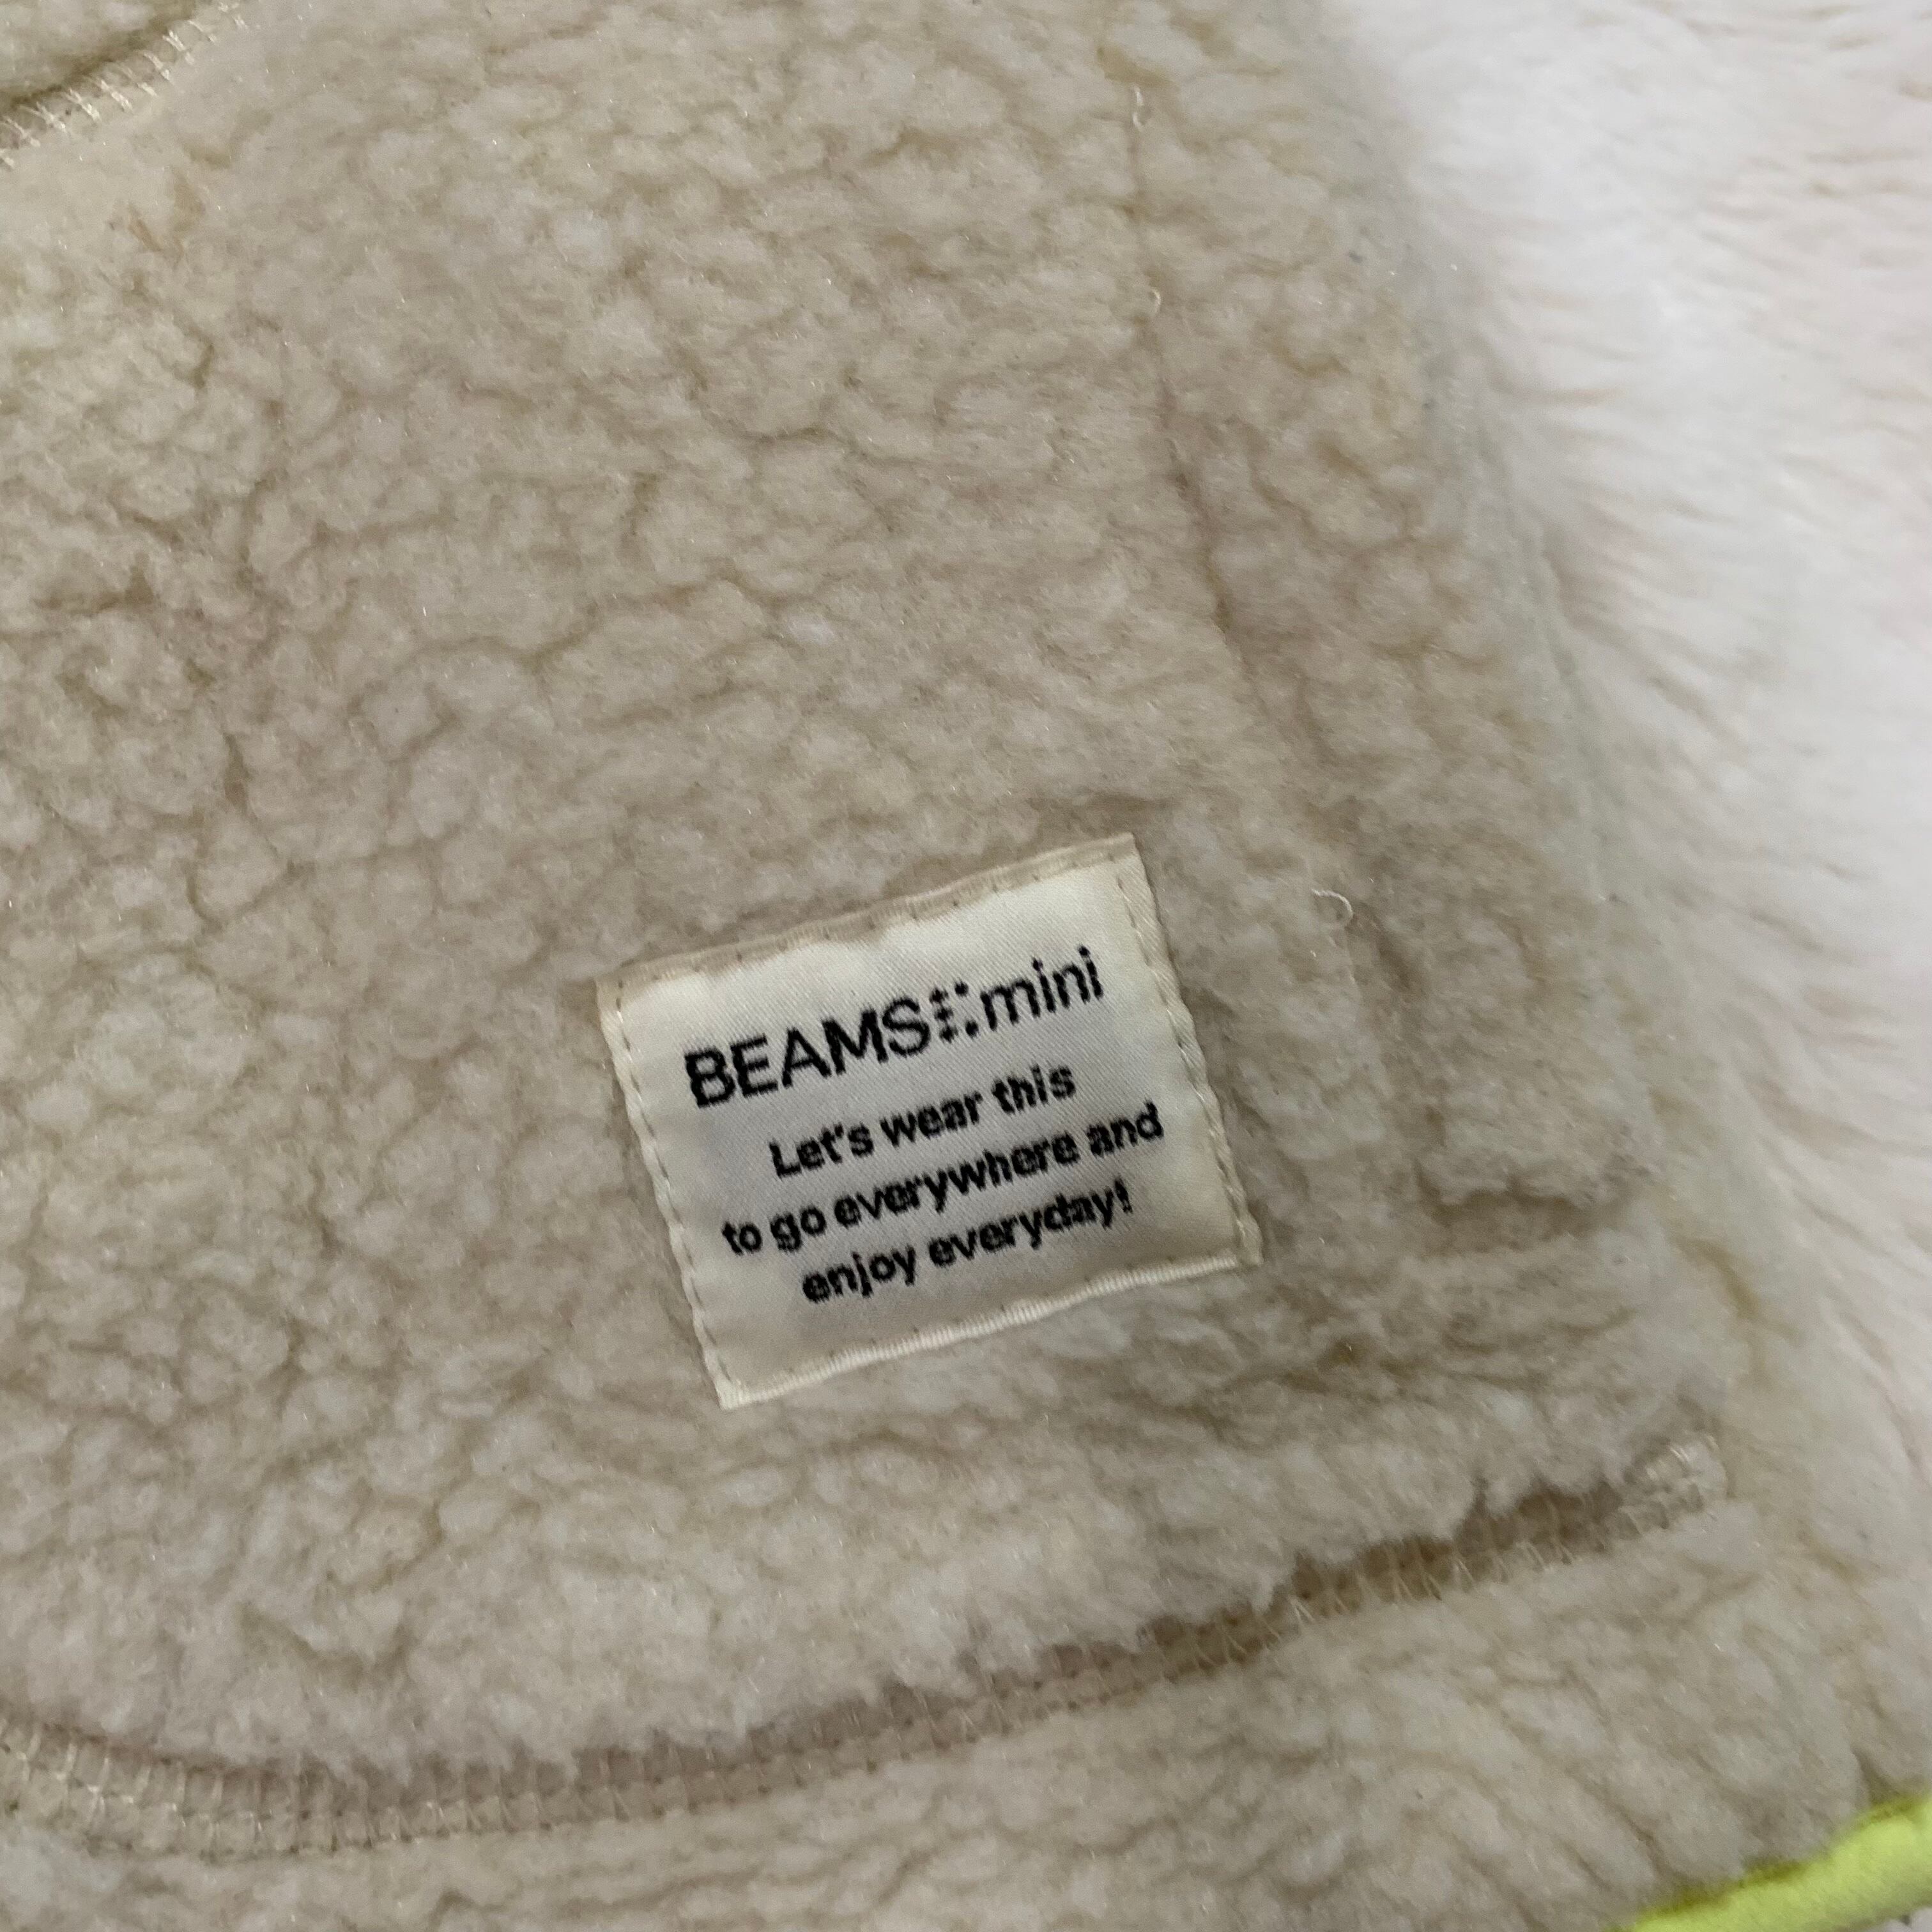 BEAMS mini
Let's wear this
to go everywhere and
enjoy everyday!